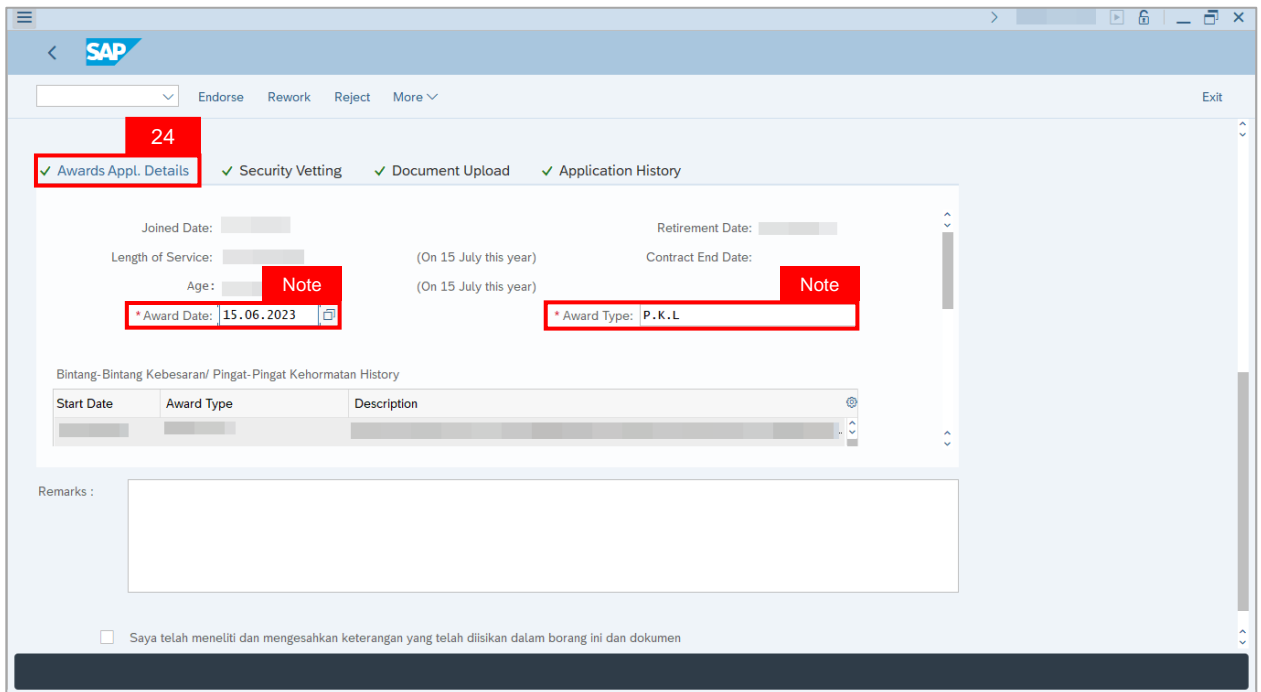 SAP
Endorse Rework Reject More Exit
24
Awards Appl. Details Security Vetting Document Upload Application History
Joined Date: Retirement Date:
Length of Service: (On 15 July this year) Contract End Date:
Age: Note (On 15 July this year) Note
* Award Date: 15.06.2023 * Award Type: P.K.L
Bintang-Bintang Kebesaran/ Pingat-Pingat Kehormatan History
Start Date Award Type Description
Remarks :
Saya telah meneliti dan mengesahkan keterangan yang telah diisikan dalam borang ini dan dokumen